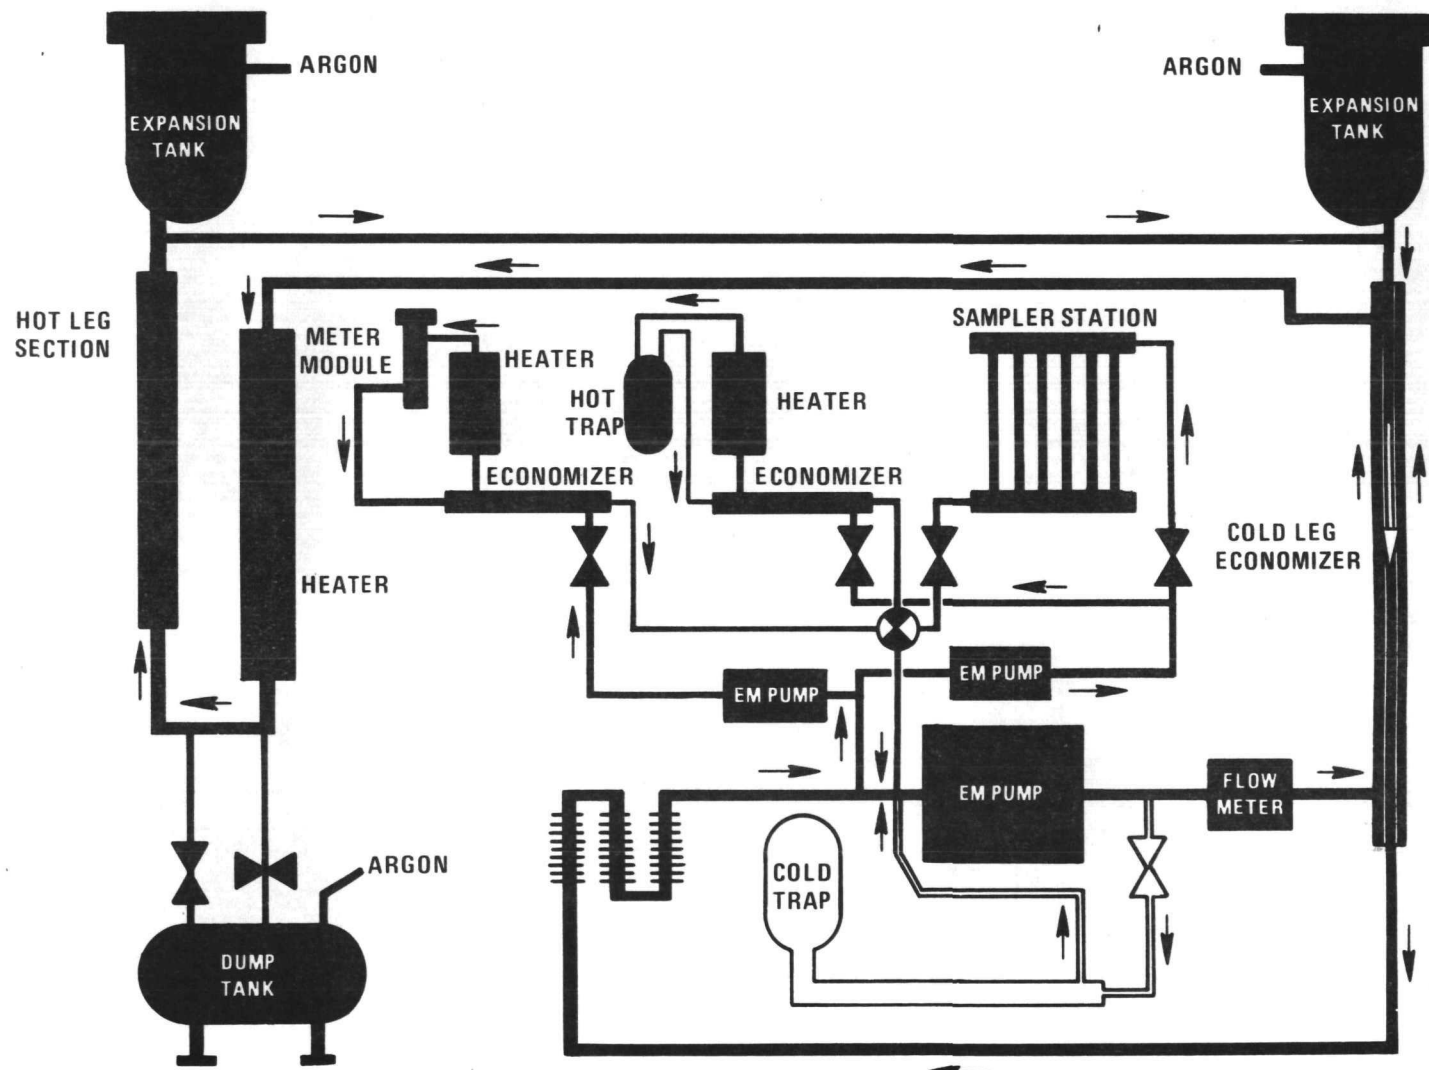 ARGON
ARGON
EXPANSION
TANK
EXPANSION
TANK
HOT LEG
SECTION
METER
MODULE
HEATER
HOT
TRAP
HEATER
SAMPLER STATION
ECONOMIZER
ECONOMIZER
COLD LEG
ECONOMIZER
HEATER
EM PUMP
EM PUMP
EM PUMP
FLOW
METER
COLD
TRAP
ARGON
DUMP
TANK